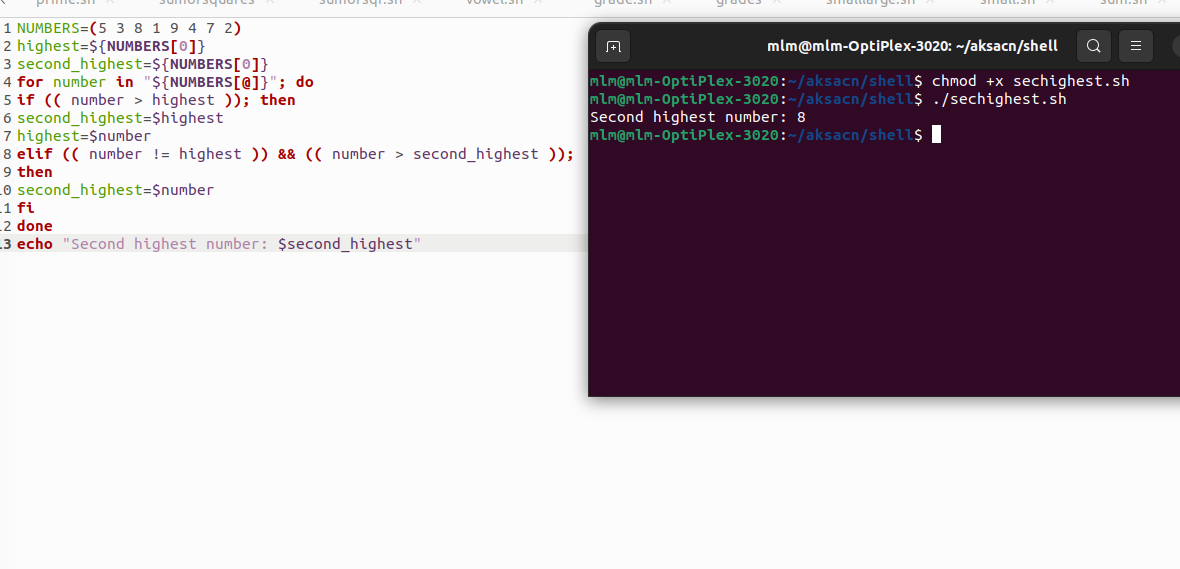 prime.sh
sumofsquares
sumofsqr.sh
vowel.sh
grade.sh
grades
smalllarge.sh
small.sh
sum.sh
1 NUMBERS=(5 3 8 1 9 4 7 2)
2 highest=${NUMBERS[0]}
3 second_highest=${NUMBERS[0]}
4 for number in "${NUMBERS[@]}"; do
5 if (( number > highest )); then
6 second_highest=$highest
7 highest=$number
8 elif (( number != highest )) && (( number > second_highest ));
9 then
10 second_highest=$number
11 fi
12 done
13 echo "Second highest number: $second_highest"
mlm@mlm-OptiPlex-3020: ~/aksacn/shell
mlm@mlm-OptiPlex-3020:~/aksacn/shell$ chmod +x sechighest.sh
mlm@mlm-OptiPlex-3020:~/aksacn/shell$ ./sechighest.sh
Second highest number: 8
mlm@mlm-OptiPlex-3020:~/aksacn/shell$